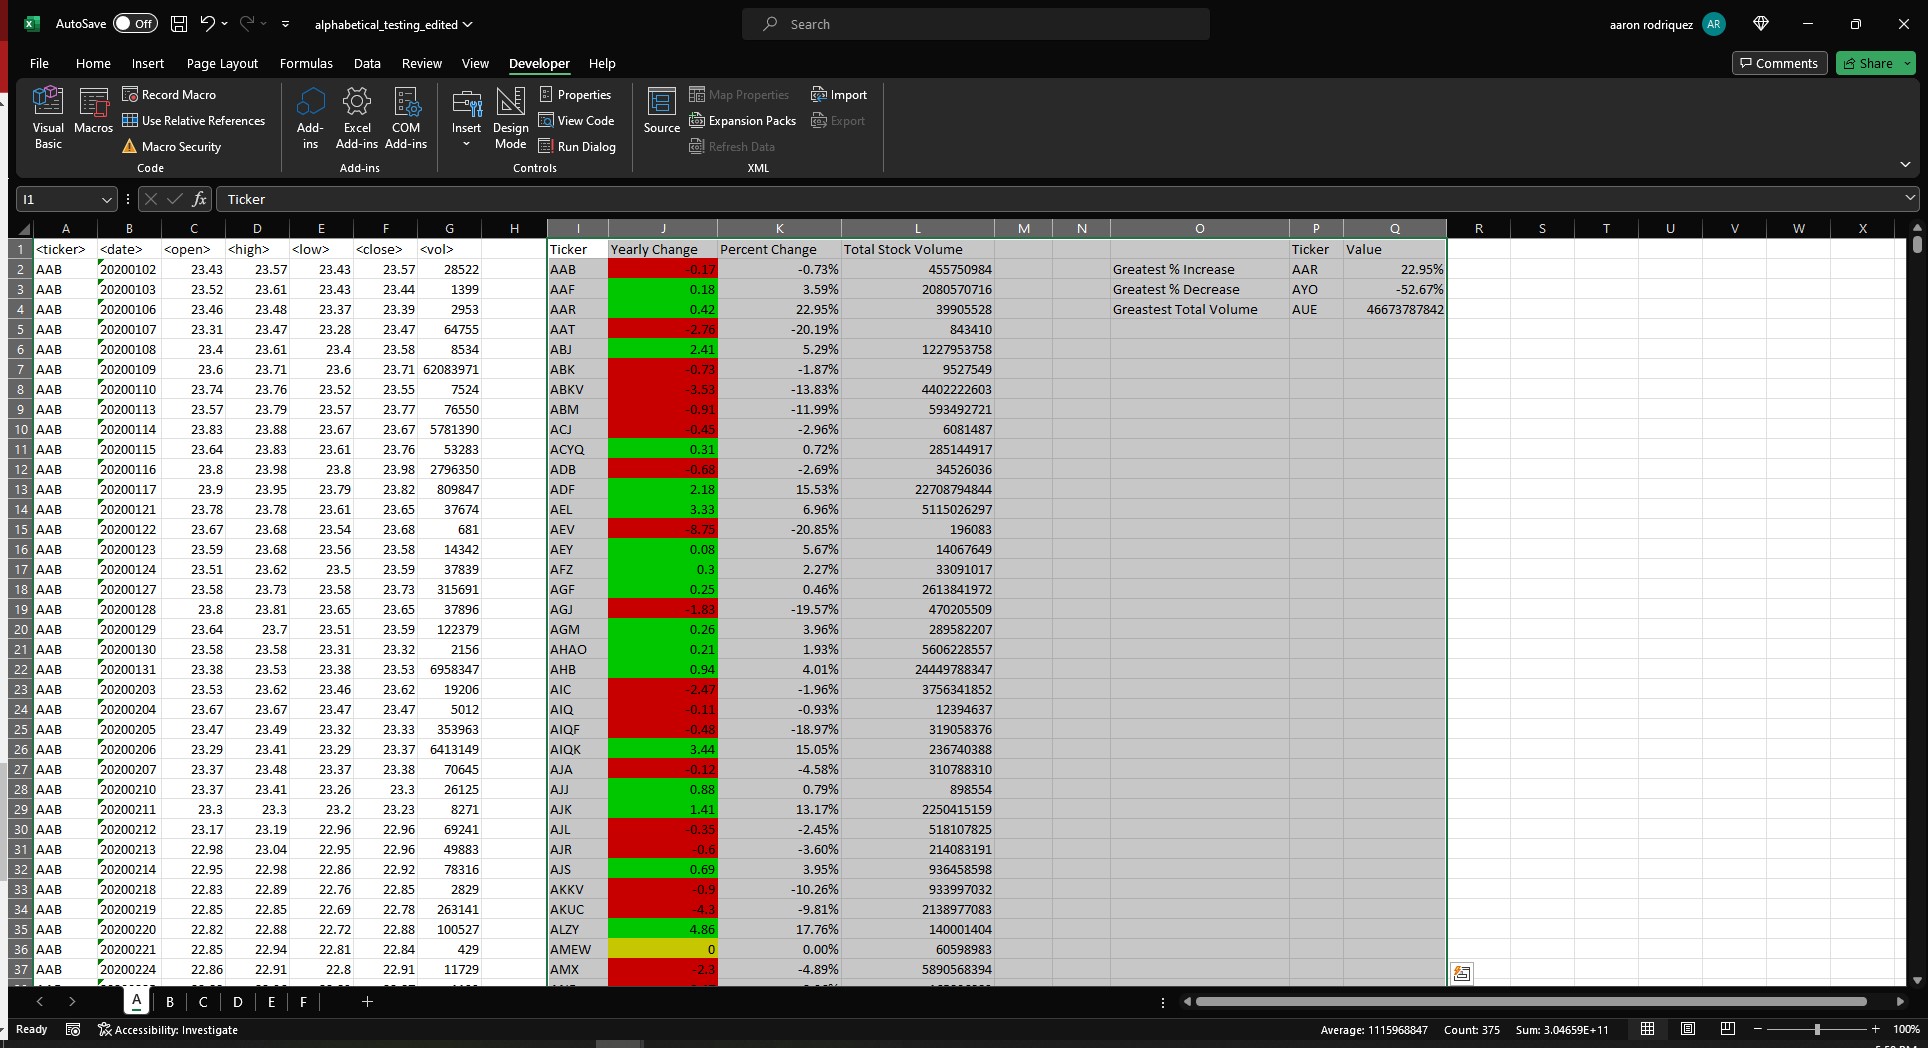 AutoSave Off alphabetical_testing_edited Search aaron rodriquez AR
File Home Insert Page Layout Formulas Data Review View Developer Help Comments Share
Visual Basic
Macros
Record Macro
Use Relative References
Macro Security
Code
Add-ins
Excel Add-ins
COM Add-ins
Add-ins
Insert
Design Mode
Properties
View Code
Run Dialog
Controls
Source
Map Properties
Expansion Packs
Refresh Data
Import
Export
XML
I1 fx Ticker
A B C D E F G H I J K L M N O P Q R S T U V W X
1 <ticker> <date> <open> <high> <low> <close> <vol> Ticker Yearly Change Percent Change Total Stock Volume Ticker Value
2 AAB 20200102 23.43 23.57 23.43 23.57 28522 AAB -0.17 -0.73% 455750984 Greatest % Increase AAR 22.95%
3 AAB 20200103 23.52 23.61 23.43 23.44 1399 AAF 0.18 3.59% 2080570716 Greatest % Decrease AYO -52.67%
4 AAB 20200106 23.46 23.48 23.37 23.39 2953 AAR 0.42 22.95% 39905528 Greastest Total Volume AUE 46673787842
5 AAB 20200107 23.31 23.47 23.28 23.47 64755 AAT -2.76 -20.19% 843410
6 AAB 20200108 23.4 23.61 23.4 23.58 8534 ABJ 2.41 5.29% 1227953758
7 AAB 20200109 23.6 23.71 23.6 23.71 62083971 ABK -0.73 -1.87% 9527549
8 AAB 20200110 23.74 23.76 23.52 23.55 7524 ABKV -3.53 -13.83% 4402222603
9 AAB 20200113 23.57 23.79 23.57 23.77 76550 ABM -0.91 -11.99% 593492721
10 AAB 20200114 23.83 23.88 23.67 23.67 5781390 ACJ -0.45 -2.96% 6081487
11 AAB 20200115 23.64 23.83 23.61 23.76 53283 ACYQ 0.31 0.72% 285144917
12 AAB 20200116 23.8 23.98 23.8 23.98 2796350 ADB -0.68 -2.69% 34526036
13 AAB 20200117 23.9 23.95 23.79 23.82 809847 ADF 2.18 15.53% 22708794844
14 AAB 20200121 23.78 23.78 23.61 23.65 37674 AEL 3.33 6.96% 5115026297
15 AAB 20200122 23.67 23.68 23.54 23.68 681 AEV -8.75 -20.85% 196083
16 AAB 20200123 23.59 23.68 23.56 23.58 14342 AEY 0.08 5.67% 14067649
17 AAB 20200124 23.51 23.62 23.5 23.59 37839 AFZ 0.3 2.27% 33091017
18 AAB 20200127 23.58 23.73 23.58 23.73 315691 AGF 0.25 0.46% 2613841972
19 AAB 20200128 23.8 23.81 23.65 23.65 37896 AGJ -1.83 -19.57% 470205509
20 AAB 20200129 23.64 23.7 23.51 23.59 122379 AGM 0.26 3.96% 289582207
21 AAB 20200130 23.58 23.58 23.31 23.32 2156 AHAO 0.21 1.93% 5606228557
22 AAB 20200131 23.38 23.53 23.38 23.53 6958347 AHB 0.94 4.01% 24449788347
23 AAB 20200203 23.53 23.62 23.46 23.62 19206 AIC -2.47 -1.96% 3756341852
24 AAB 20200204 23.67 23.67 23.47 23.47 5012 AIQ -0.11 -0.93% 12394637
25 AAB 20200205 23.47 23.49 23.32 23.33 353963 AIQF -0.48 -18.97% 319058376
26 AAB 20200206 23.29 23.41 23.29 23.37 6413149 AIQK 3.44 15.05% 236740388
27 AAB 20200207 23.37 23.48 23.37 23.38 70645 AJA -0.12 -4.58% 310788310
28 AAB 20200210 23.37 23.41 23.26 23.3 26125 AJJ 0.88 0.79% 898554
29 AAB 20200211 23.3 23.3 23.2 23.23 8271 AJK 1.41 13.17% 2250415159
30 AAB 20200212 23.17 23.19 22.96 22.96 69241 AJL -0.35 -2.45% 518107825
31 AAB 20200213 22.98 23.04 22.95 22.96 49883 AJR -0.6 -3.60% 214083191
32 AAB 20200214 22.95 22.98 22.86 22.92 78316 AJS 0.69 3.95% 936458598
33 AAB 20200218 22.83 22.89 22.76 22.85 2829 AKKV -0.9 -10.26% 933997032
34 AAB 20200219 22.85 22.85 22.69 22.78 263141 AKUC -4.3 -9.81% 2138977083
35 AAB 20200220 22.82 22.88 22.72 22.88 100527 ALZY 4.86 17.76% 140001404
36 AAB 20200221 22.85 22.94 22.81 22.84 429 AMEW 0 0.00% 60598983
37 AAB 20200224 22.86 22.91 22.8 22.91 11729 AMX -2.3 -4.89% 5890568394
A B C D E F
Ready Accessibility: Investigate Average: 1115968847 Count: 375 Sum: 3.04659E+11 100%